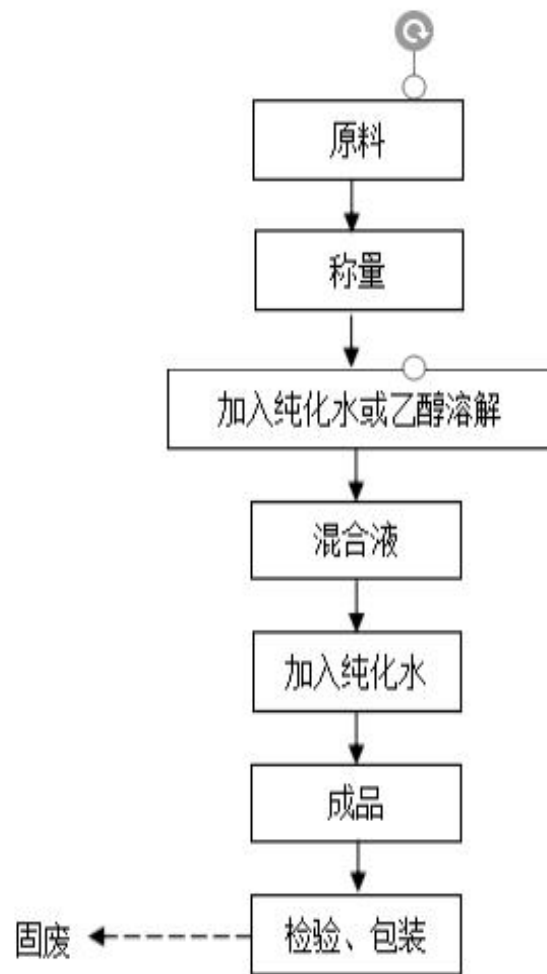 原料
称量
加入纯化水或乙醇溶解
混合液
加入纯化水
成品
检验、包装
固废